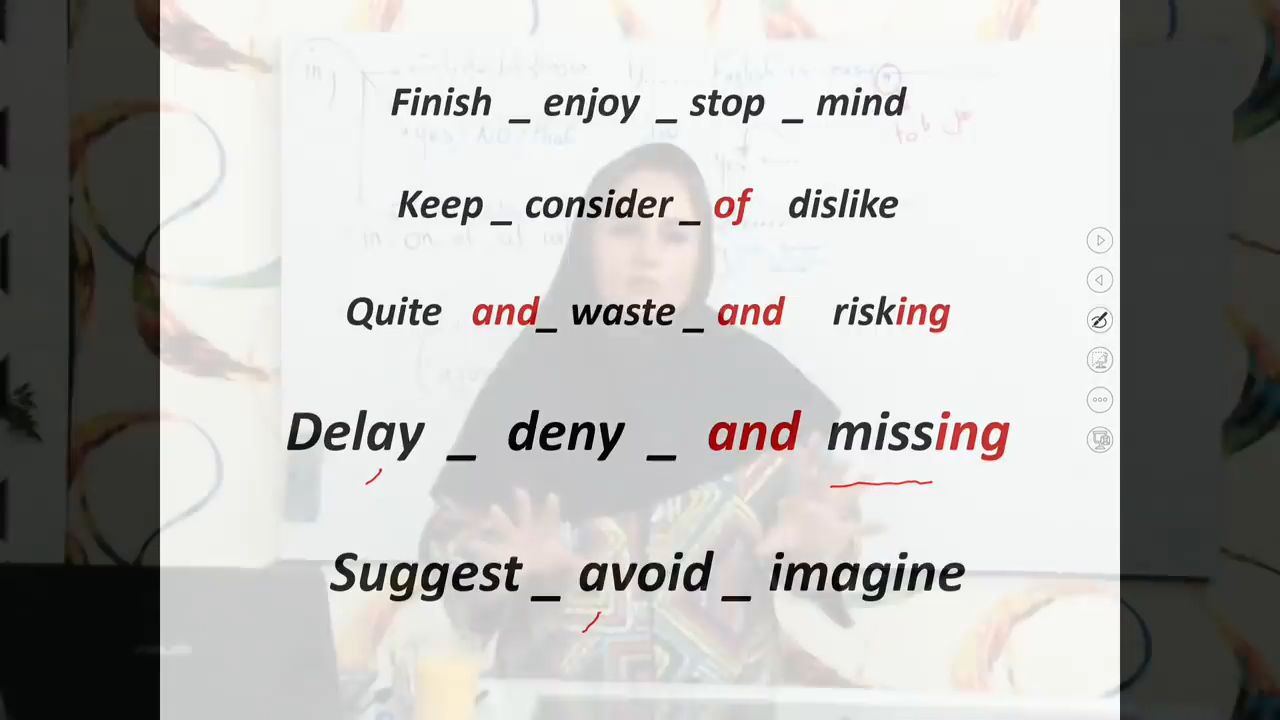 Finish _ enjoy _ stop _ mind
Keep _ consider _ of dislike
Quite and_ waste _ and risking
Delay _ deny _ and missing
Suggest _ avoid _ imagine